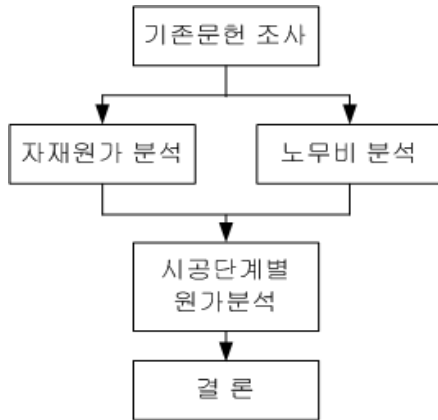 기존문헌 조사
자재원가 분석
노무비 분석
시공단계별
원가분석
결 론